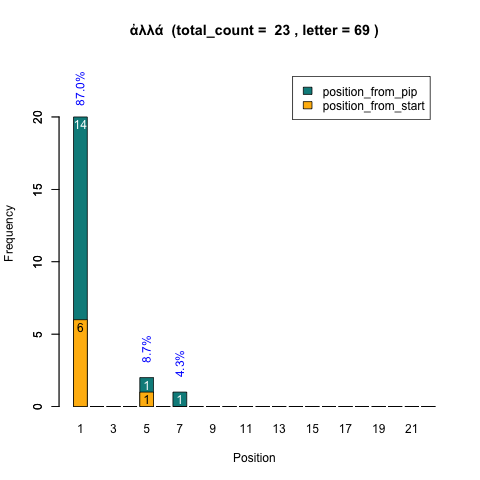 ἀλλά (total_count = 23 , letter = 69 )
position_from_pip
position_from_start
87.0%
8.7%
4.3%
14
6
1
1
1
Frequency
20
15
10
5
0
1 3 5 7 9 11 13 15 17 19 21
Position